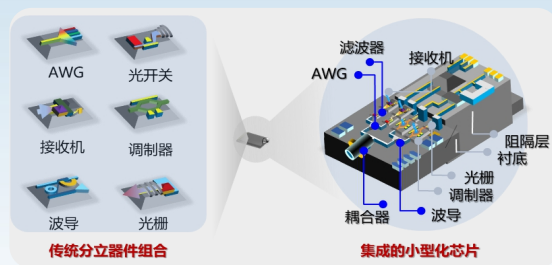 AWG
光开关
接收机
调制器
波导
光栅
传统分立器件组合
滤波器
接收机
AWG
阻隔层
衬底
光栅
调制器
耦合器
波导
集成的小型化芯片